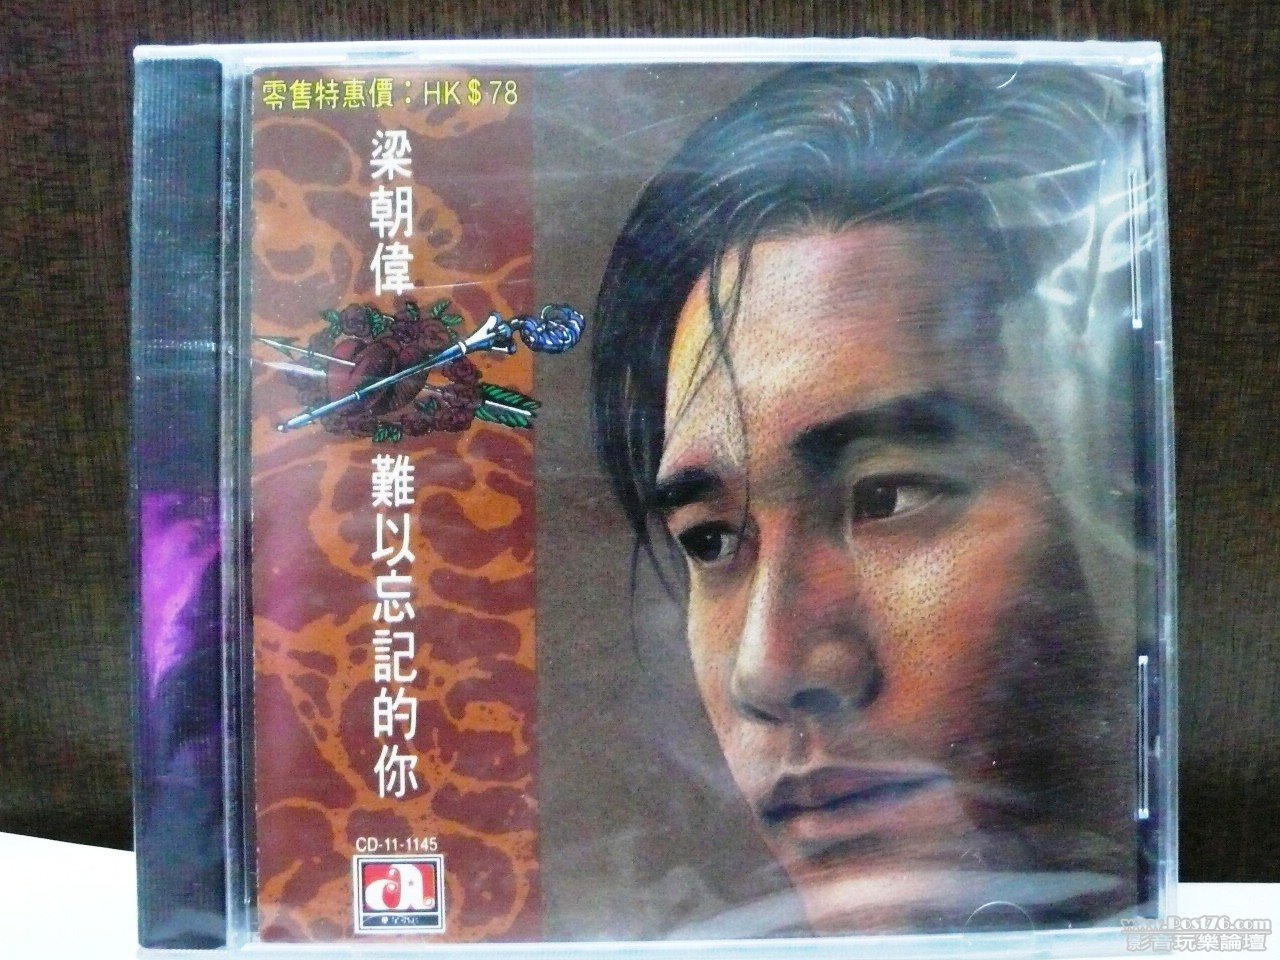 零售特惠價：HK$78
梁朝偉
難以忘記的你
CD-11-1145
www.Post76.com
影音玩樂論壇